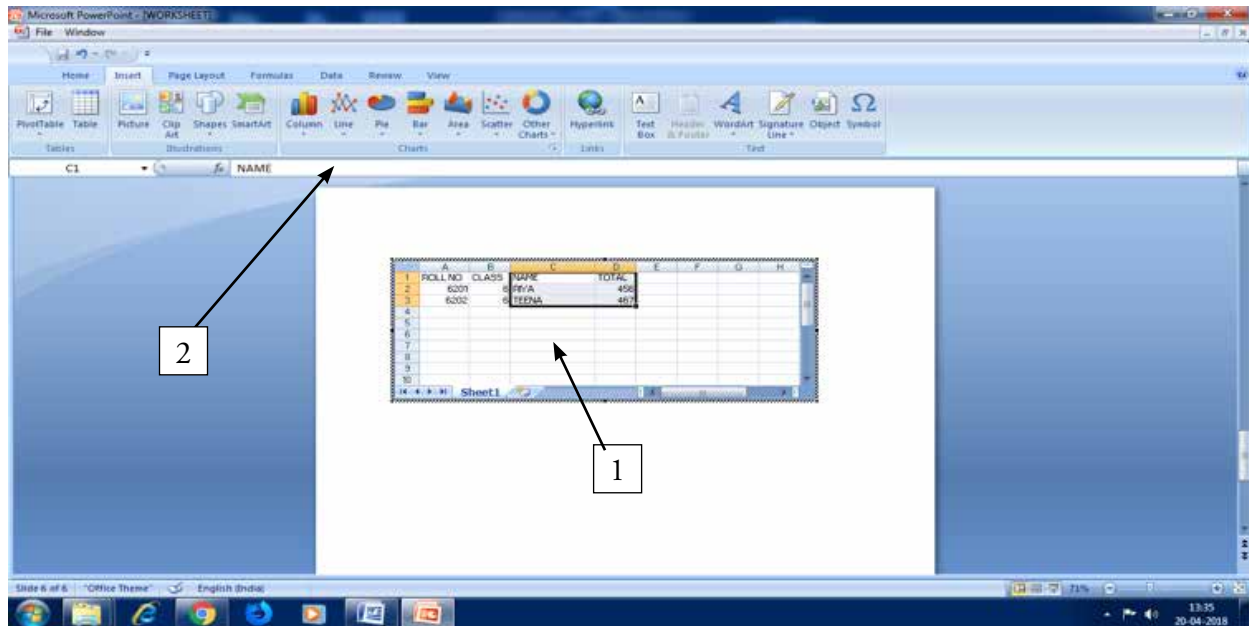 Microsoft PowerPoint - [WORKSHEET]
File Window
Home Insert Page Layout Formulas Data Review View
PivotTable Table Picture Clip Art Shapes SmartArt Column Line Pie Bar Area Scatter Other Charts Hyperlink Text Box Header & Footer WordArt Signature Line Object Symbol
Tables Illustrations Charts Links Text
C1 fx NAME
A B C D E F G H
1 ROLL NO CLASS NAME TOTAL
2 6201 6 RIYA 456
3 6202 6 TEENA 467
4
5
6
7
8
9
10
Sheet1
2
1
Slide 6 of 6 "Office Theme" English (India) 71%
13:35
20-04-2018